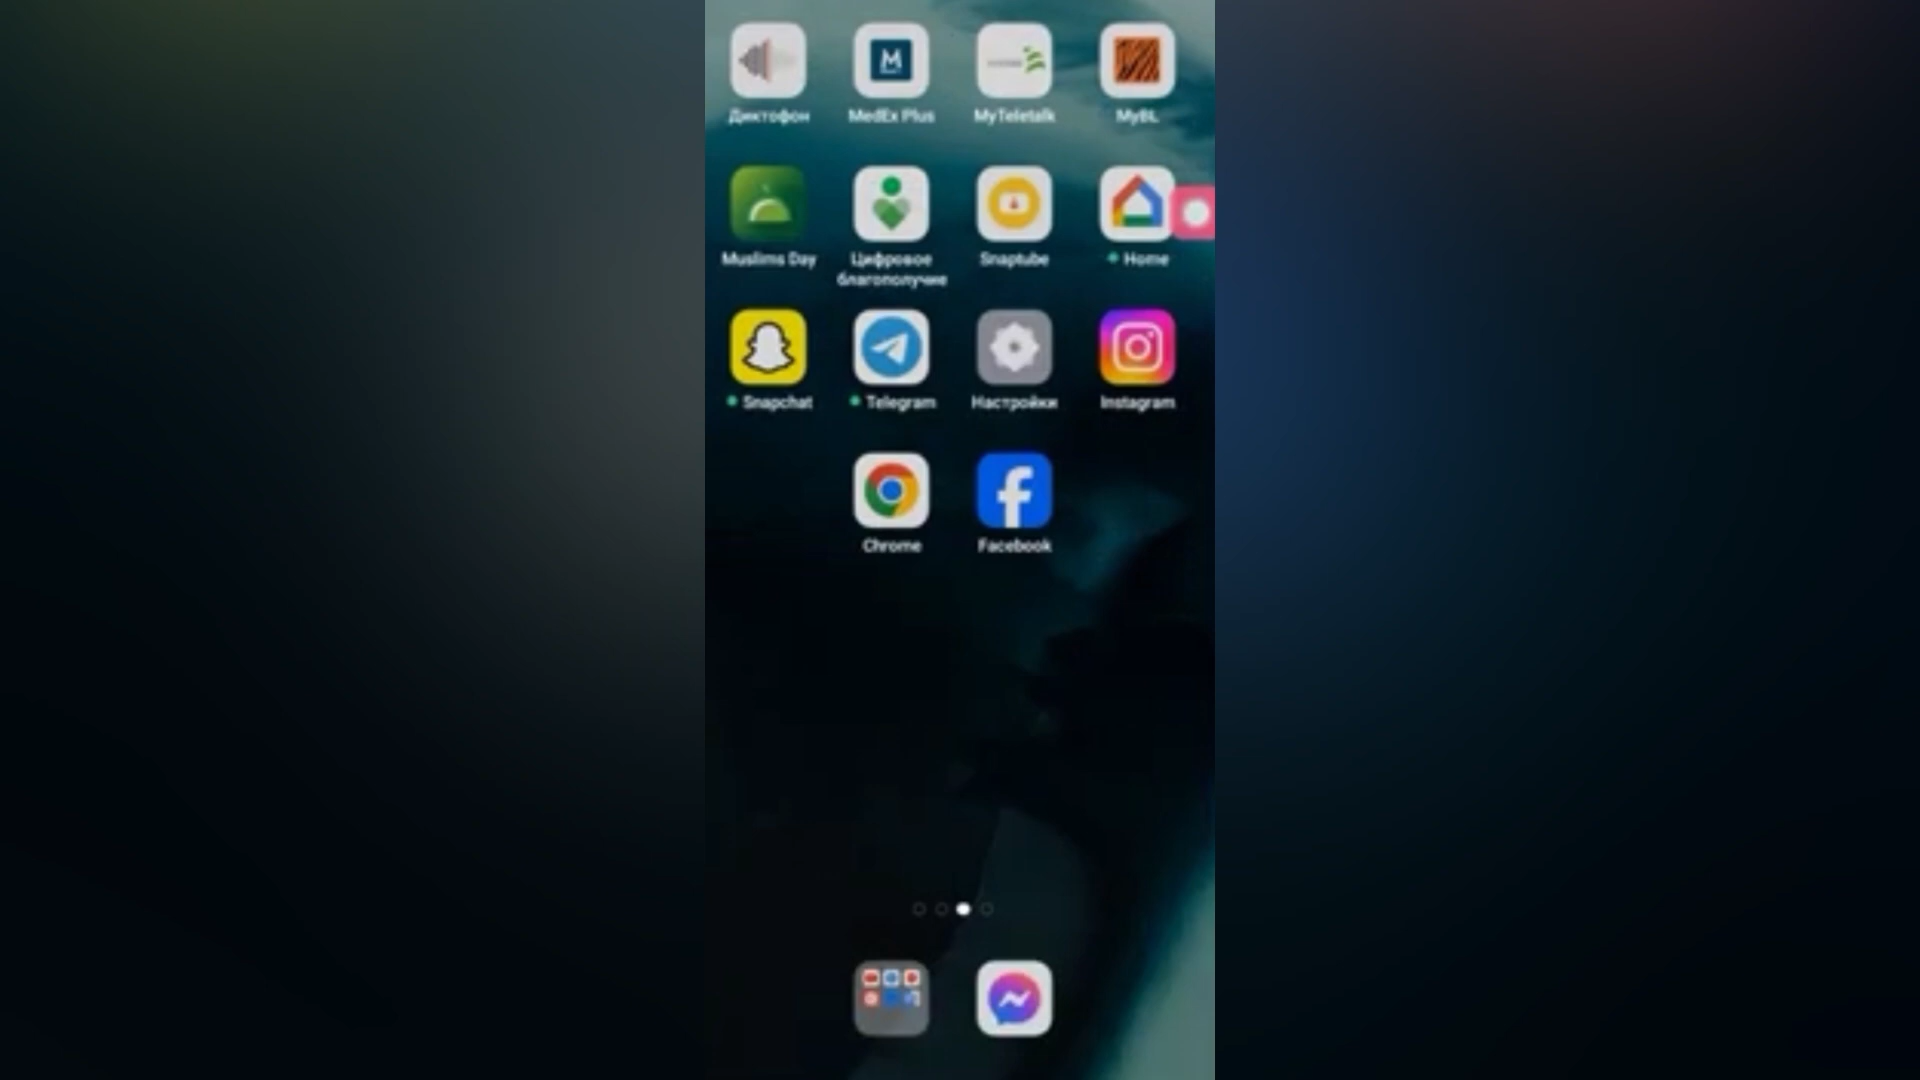 Диктофон
MedEx Plus
MyTeletalk
MyBL
Muslims Day
Цифровое
благополучие
Snaptube
Home
Snapchat
Telegram
Настройки
Instagram
Chrome
Facebook